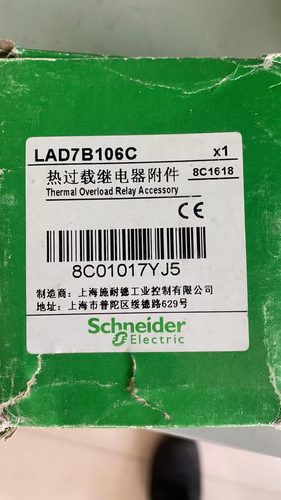 LAD7B106C x1
热过载继电器附件 8C1618
Thermal Overload Relay Accessory
CE
8C01017YJ5
制造商：上海施耐德工业控制有限公司
地址：上海市普陀区绥德路629号
Schneider
Electric